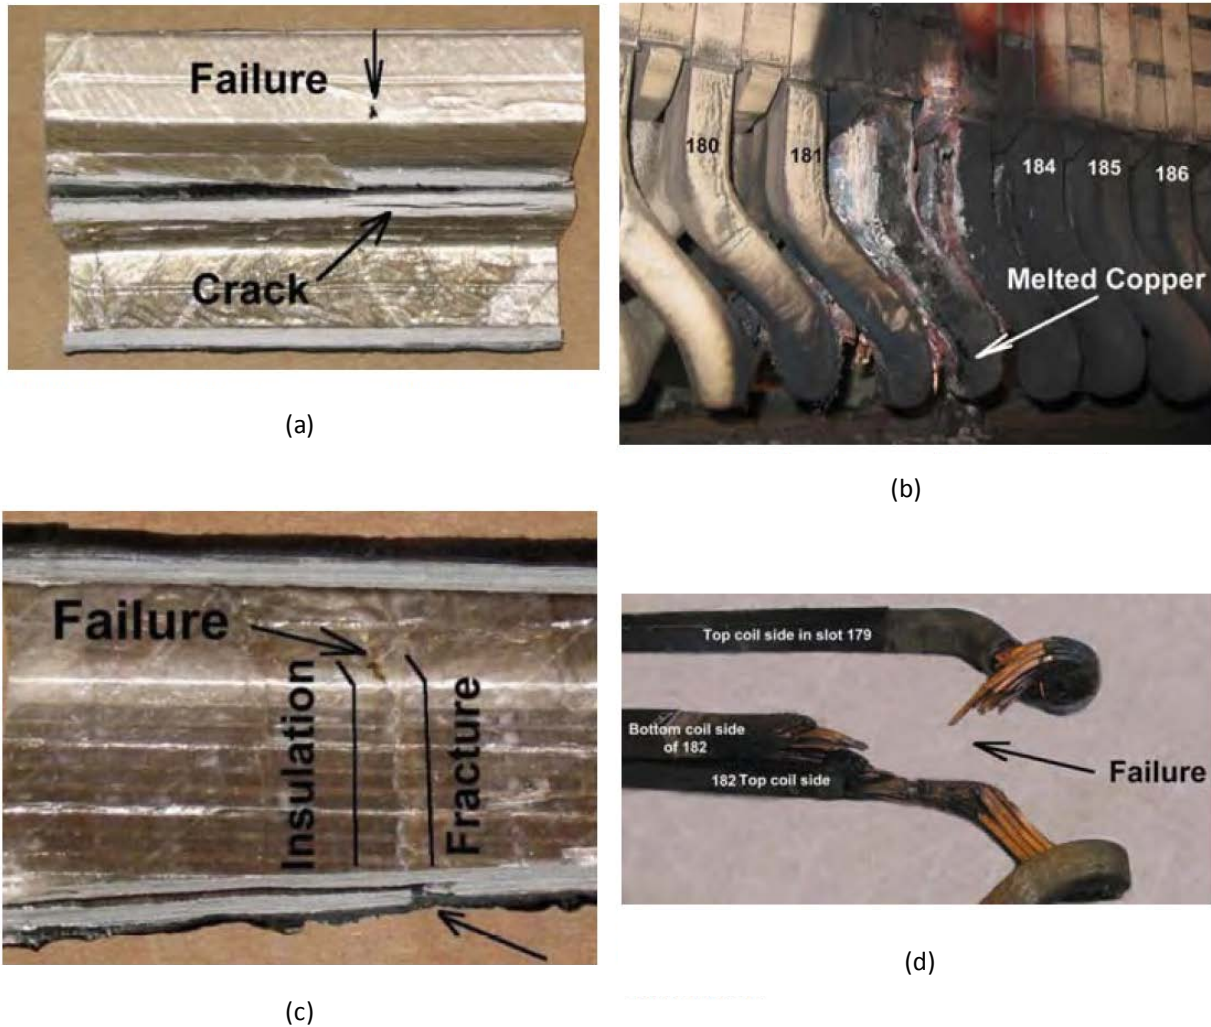 Failure
Crack
(a)
180
181
184
185
186
Melted Copper
(b)
Failure
Insulation
Fracture
(c)
Top coil side in slot 179
Bottom coil side
of 182
182 Top coil side
Failure
(d)